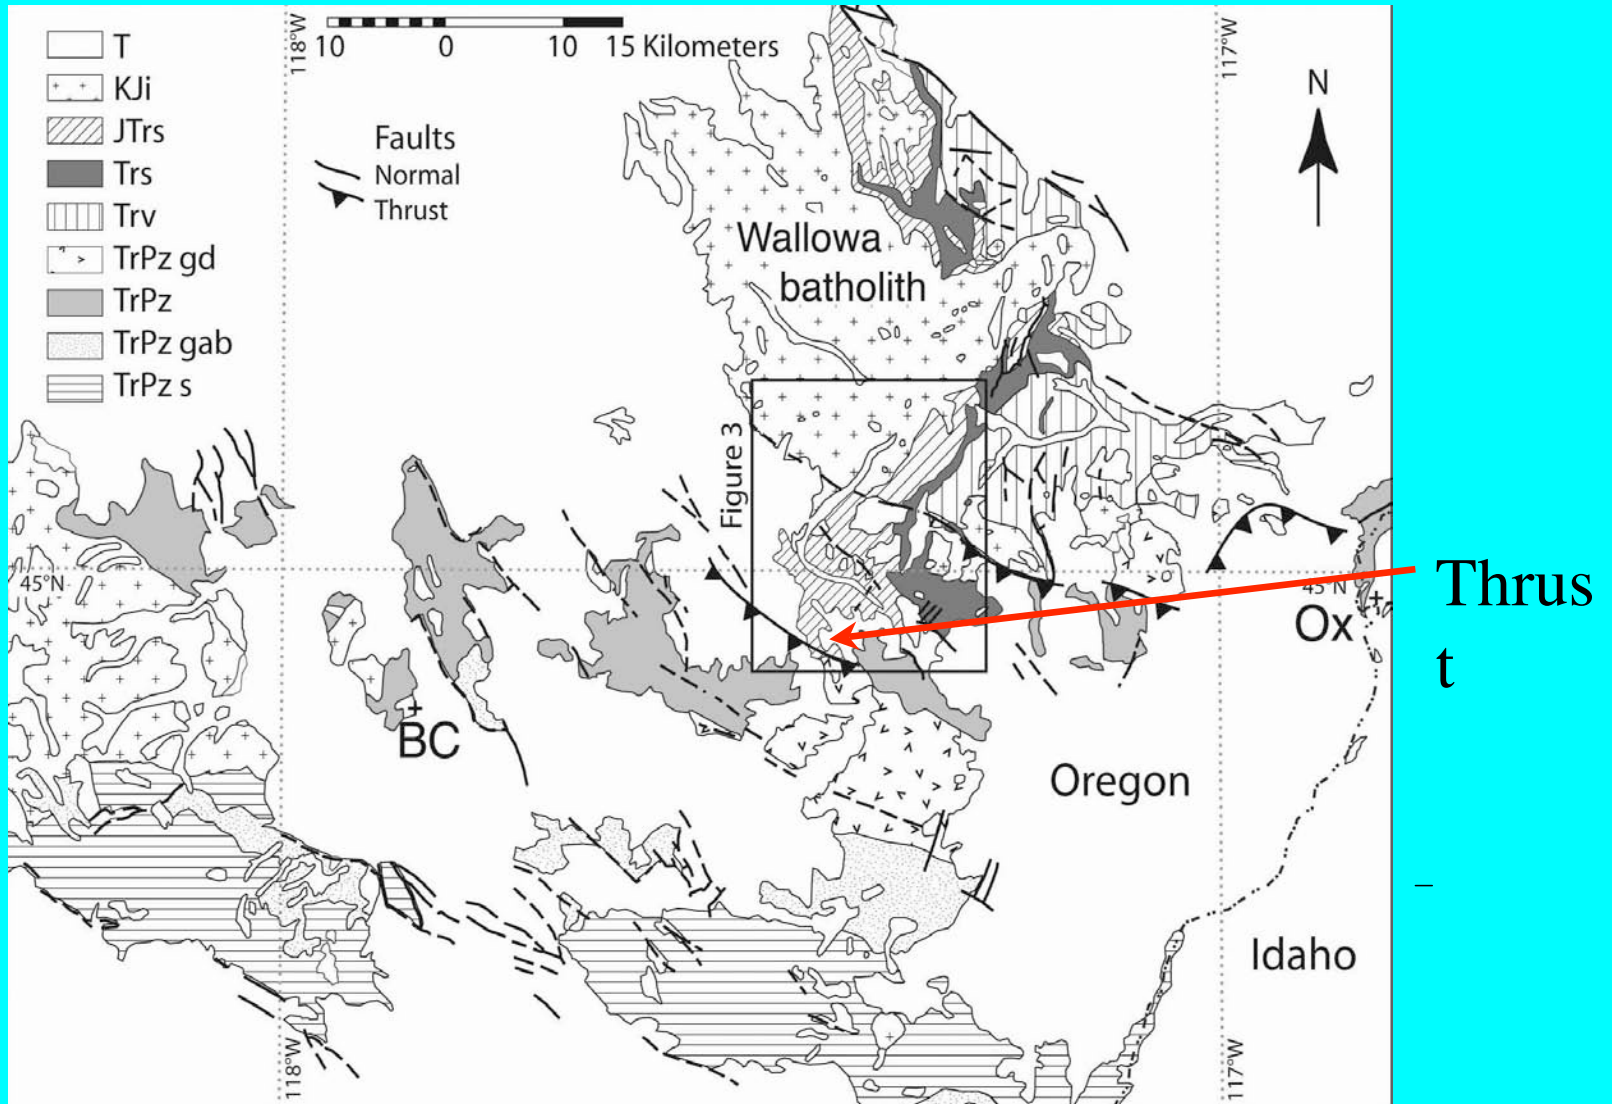 118°W
10 0 10 15 Kilometers
117°W
T
KJi
JTrs
Trs
Trv
TrPz gd
TrPz
TrPz gab
TrPz s
Faults
Normal
Thrust
N
Wallowa
batholith
Figure 3
45°N
45°N
Thrus
t
Ox
BC
Oregon
–
Idaho
118°W
117°W